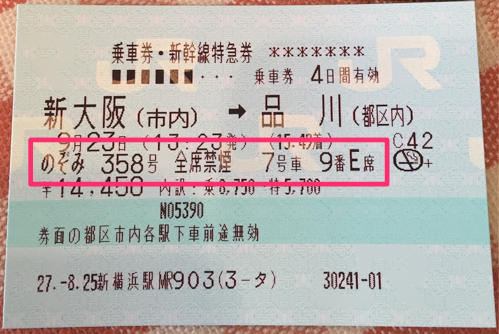 乗車券・新幹線特急券 *******
乗車券 4日間有効
新大阪(市内) → 品川(都区内)
9月23日 (13:23発) (15:49着) C42
のぞみ 358号 全席禁煙 7号車 9番E席
¥14,450 内訳:乗8,750・特5,700
N05390
券面の都区市内各駅下車前途無効
27.-8.25新横浜駅MR903(3-タ) 30241-01